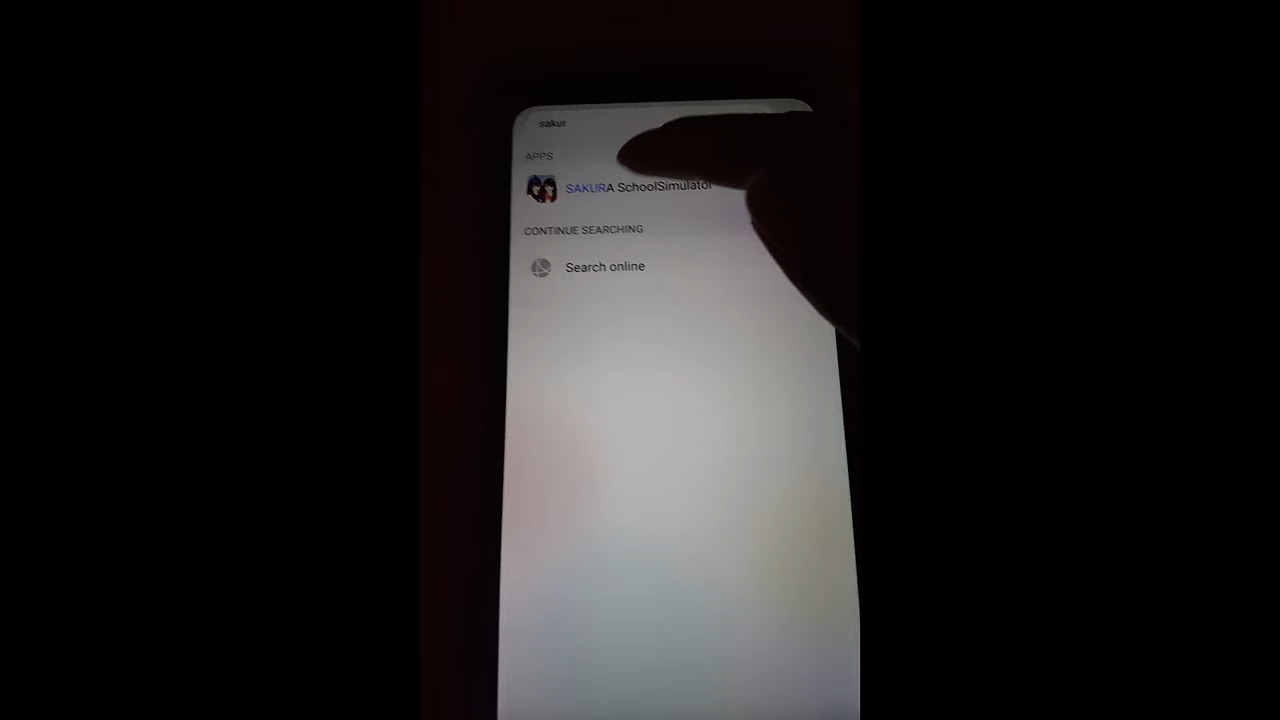 sakur
APPS
SAKURA SchoolSimulator
CONTINUE SEARCHING
Search online